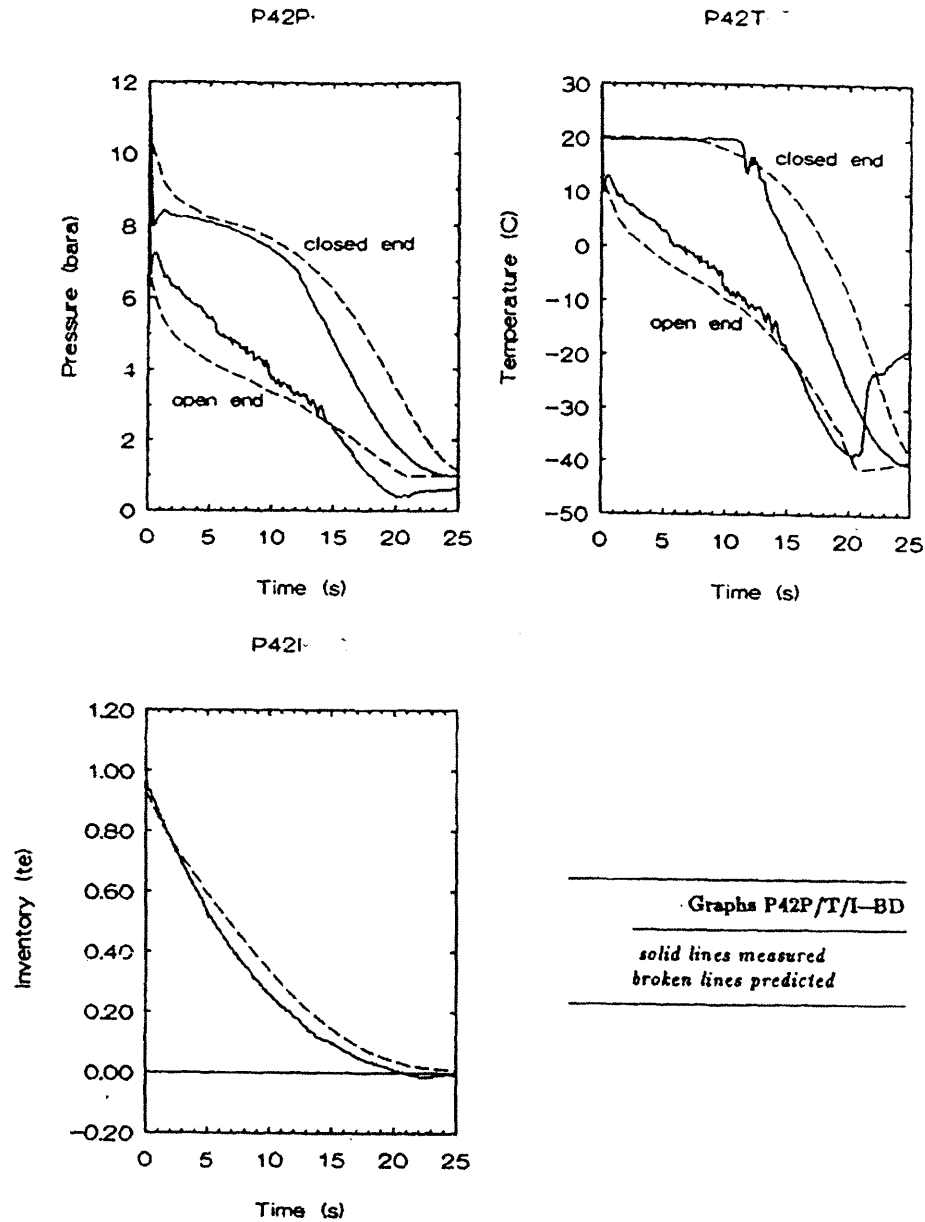 P42P
P42T
12
10
8
6
4
2
0
Pressure (bara)
closed end
open end
0 5 10 15 20 25
Time (s)
30
20
10
0
-10
-20
-30
-40
-50
Temperature (C)
closed end
open end
0 5 10 15 20 25
Time (s)
P42I
1.20
1.00
0.80
0.60
0.40
0.20
0.00
-0.20
Inventory (te)
0 5 10 15 20 25
Time (s)
Graphs P42P/T/I-BD
solid lines measured
broken lines predicted